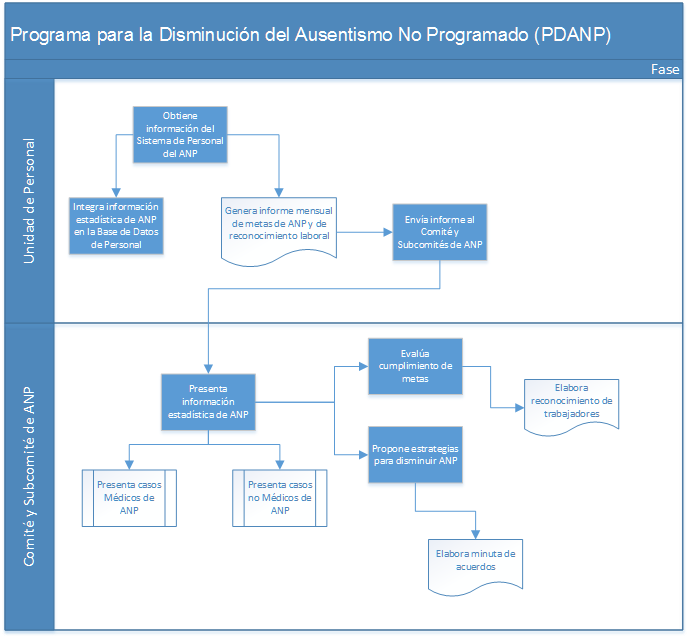 Programa para la Disminución del Ausentismo No Programado (PDANP)
Fase
Unidad de Personal
Obtiene
información del
Sistema de Personal
del ANP
Integra información
estadística de ANP
en la Base de Datos
de Personal
Genera informe mensual
de metas de ANP y de
reconocimiento laboral
Envía informe al
Comité y
Subcomités de ANP
Comité y Subcomité de ANP
Presenta
información
estadística de ANP
Evalúa
cumplimiento de
metas
Elabora
reconocimiento de
trabajadores
Propone estrategias
para disminuir ANP
Presenta casos
Médicos de
ANP
Presenta casos
no Médicos de
ANP
Elabora minuta de
acuerdos